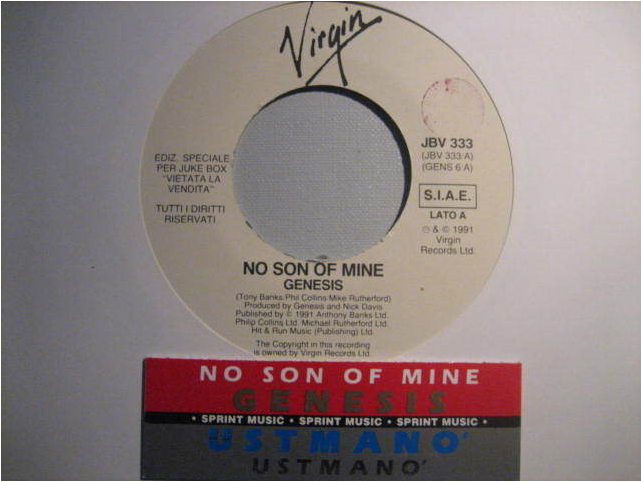 Virgin
EDIZ. SPECIALE
PER JUKE BOX
"VIETATA LA
VENDITA"
TUTTI I DIRITTI
RISERVATI
JBV 333
(JBV 333 A)
(GENS 6 A)
S.I.A.E.
LATO A
℗ & © 1991
Virgin
Records Ltd.
NO SON OF MINE
GENESIS
(Tony Banks/Phil Collins/Mike Rutherford)
Produced by Genesis and Nick Davis
Published by © 1991 Anthony Banks Ltd.
Philip Collins Ltd. Michael Rutherford Ltd.
Hit & Run Music (Publishing) Ltd.
The Copyright in this recording
is owned by Virgin Records Ltd.
NO SON OF MINE
GENESIS
• SPRINT MUSIC • SPRINT MUSIC • SPRINT MUSIC •
USTMANO'
USTMANO'